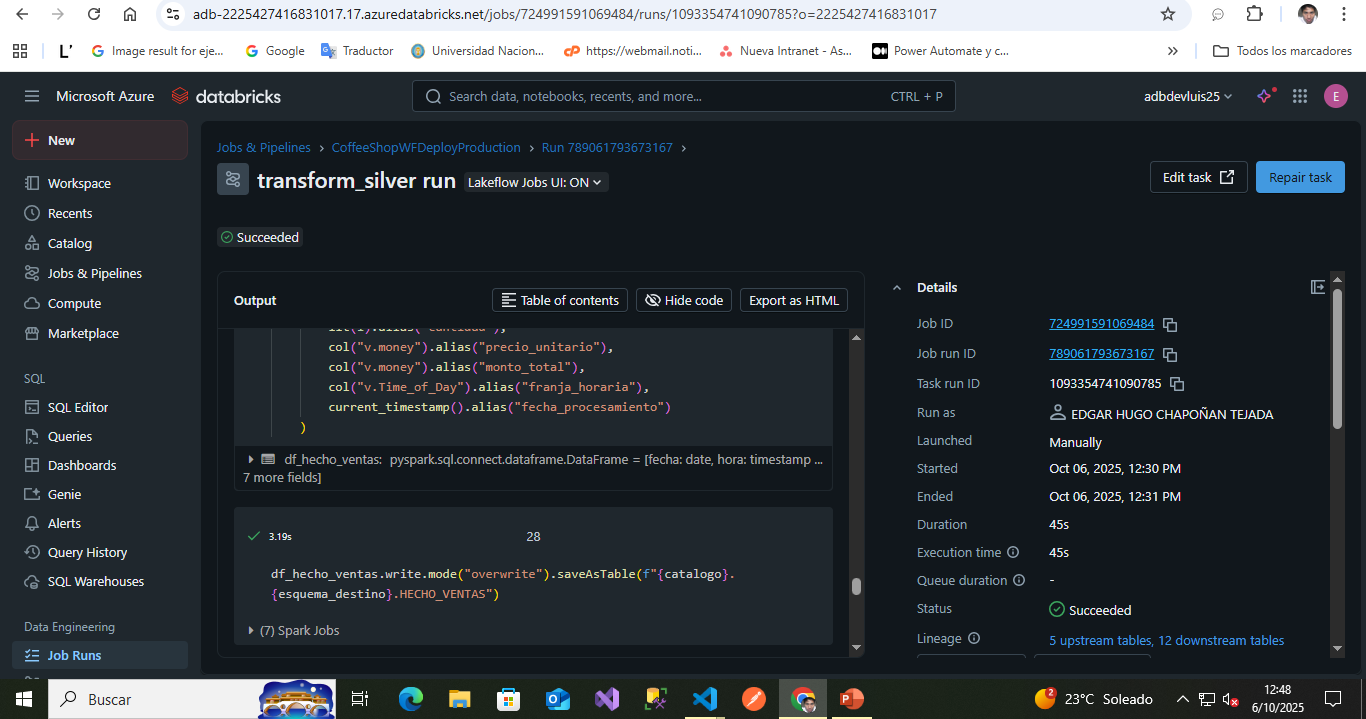 adb-2225427416831017.17.azuredatabricks.net/jobs/724991591069484/runs/1093354741090785?o=2225427416831017
L' Image result for eje... Google Traductor Universidad Nacion... https://webmail.noti... Nueva Intranet - As... Power Automate y c... » Todos los marcadores
Microsoft Azure databricks Search data, notebooks, recents, and more... CTRL + P adbdevluis25 E
New
Workspace
Recents
Catalog
Jobs & Pipelines
Compute
Marketplace
SQL
SQL Editor
Queries
Dashboards
Genie
Alerts
Query History
SQL Warehouses
Data Engineering
Job Runs
Jobs & Pipelines > CoffeeShopWFDeployProduction > Run 789061793673167 >
transform_silver run Lakeflow Jobs UI: ON Edit task Repair task
Succeeded
Output Table of contents Hide code Export as HTML
lit(1).alias("cantidad"),
col("v.money").alias("precio_unitario"),
col("v.money").alias("monto_total"),
col("v.Time_of_Day").alias("franja_horaria"),
current_timestamp().alias("fecha_procesamiento")
)
df_hecho_ventas: pyspark.sql.connect.dataframe.DataFrame = [fecha: date, hora: timestamp ...
7 more fields]
3.19s 28
df_hecho_ventas.write.mode("overwrite").saveAsTable(f"{catalogo}.
{esquema_destino}.HECHO_VENTAS")
(7) Spark Jobs
Details
Job ID 724991591069484
Job run ID 789061793673167
Task run ID 1093354741090785
Run as EDGAR HUGO CHAPOÑAN TEJADA
Launched Manually
Started Oct 06, 2025, 12:30 PM
Ended Oct 06, 2025, 12:31 PM
Duration 45s
Execution time 45s
Queue duration -
Status Succeeded
Lineage 5 upstream tables, 12 downstream tables
Buscar 2 23°C Soleado 12:48
6/10/2025